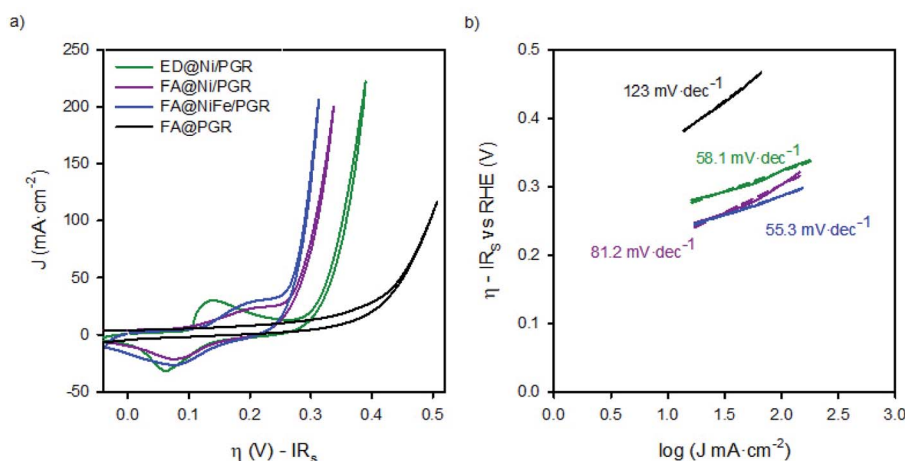 a)
250
200
150
100
50
0
-50
J (mA·cm⁻²)
ED@Ni/PGR
FA@Ni/PGR
FA@NiFe/PGR
FA@PGR
0.0 0.1 0.2 0.3 0.4 0.5
η (V) - IRₛ
b)
0.5
0.4
0.3
0.2
0.1
0.0
η - IRₛ vs RHE (V)
123 mV·dec⁻¹
58.1 mV·dec⁻¹
55.3 mV·dec⁻¹
81.2 mV·dec⁻¹
0.0 0.5 1.0 1.5 2.0 2.5 3.0
log (J mA·cm⁻²)